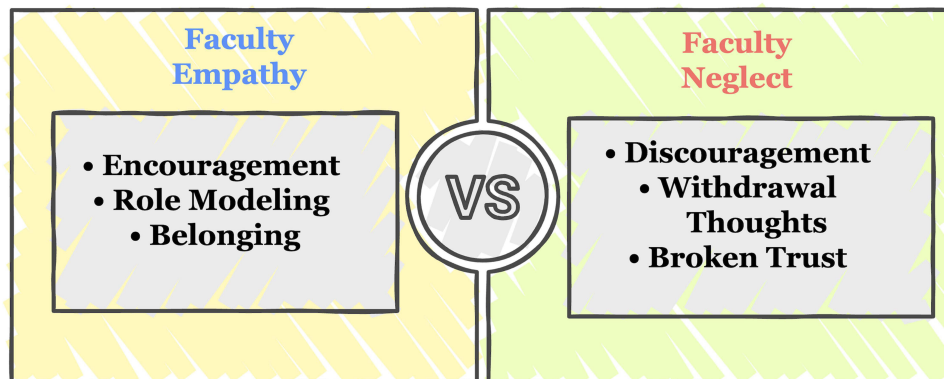 Faculty
Empathy
• Encouragement
• Role Modeling
• Belonging
VS
Faculty
Neglect
• Discouragement
• Withdrawal
Thoughts
• Broken Trust